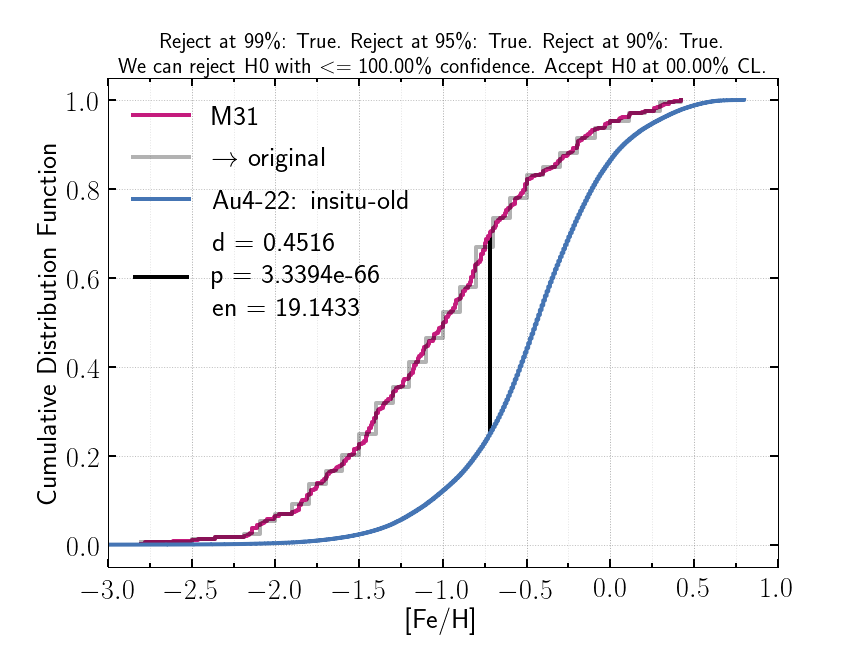 Reject at 99%: True. Reject at 95%: True. Reject at 90%: True.
We can reject H0 with <= 100.00% confidence. Accept H0 at 00.00% CL.
M31
→ original
Au4-22: insitu-old
d = 0.4516
p = 3.3394e-66
en = 19.1433
Cumulative Distribution Function
1.0
0.8
0.6
0.4
0.2
0.0
−3.0 −2.5 −2.0 −1.5 −1.0 −0.5 0.0 0.5 1.0
[Fe/H]